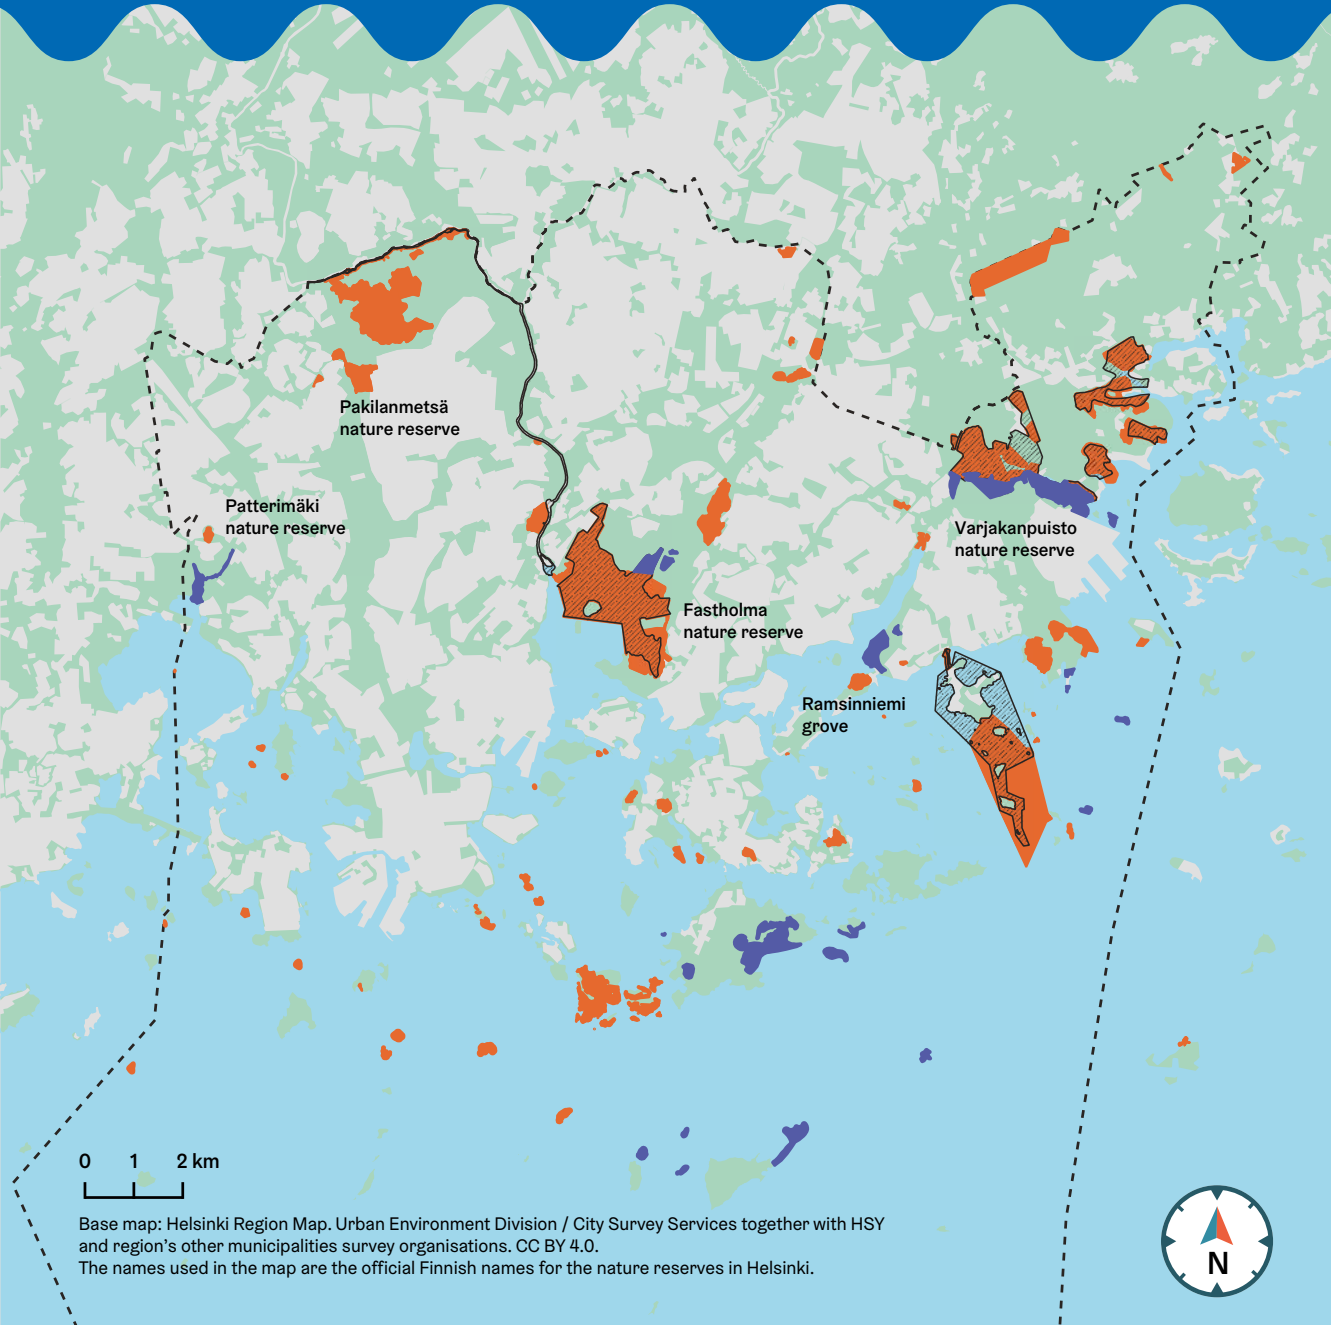 Pakilanmetsä
nature reserve
Patterimäki
nature reserve
Varjakanpuisto
nature reserve
Fastholma
nature reserve
Ramsinniemi
grove
0 1 2 km
Base map: Helsinki Region Map. Urban Environment Division / City Survey Services together with HSY
and region’s other municipalities survey organisations. CC BY 4.0.
The names used in the map are the official Finnish names for the nature reserves in Helsinki.
N